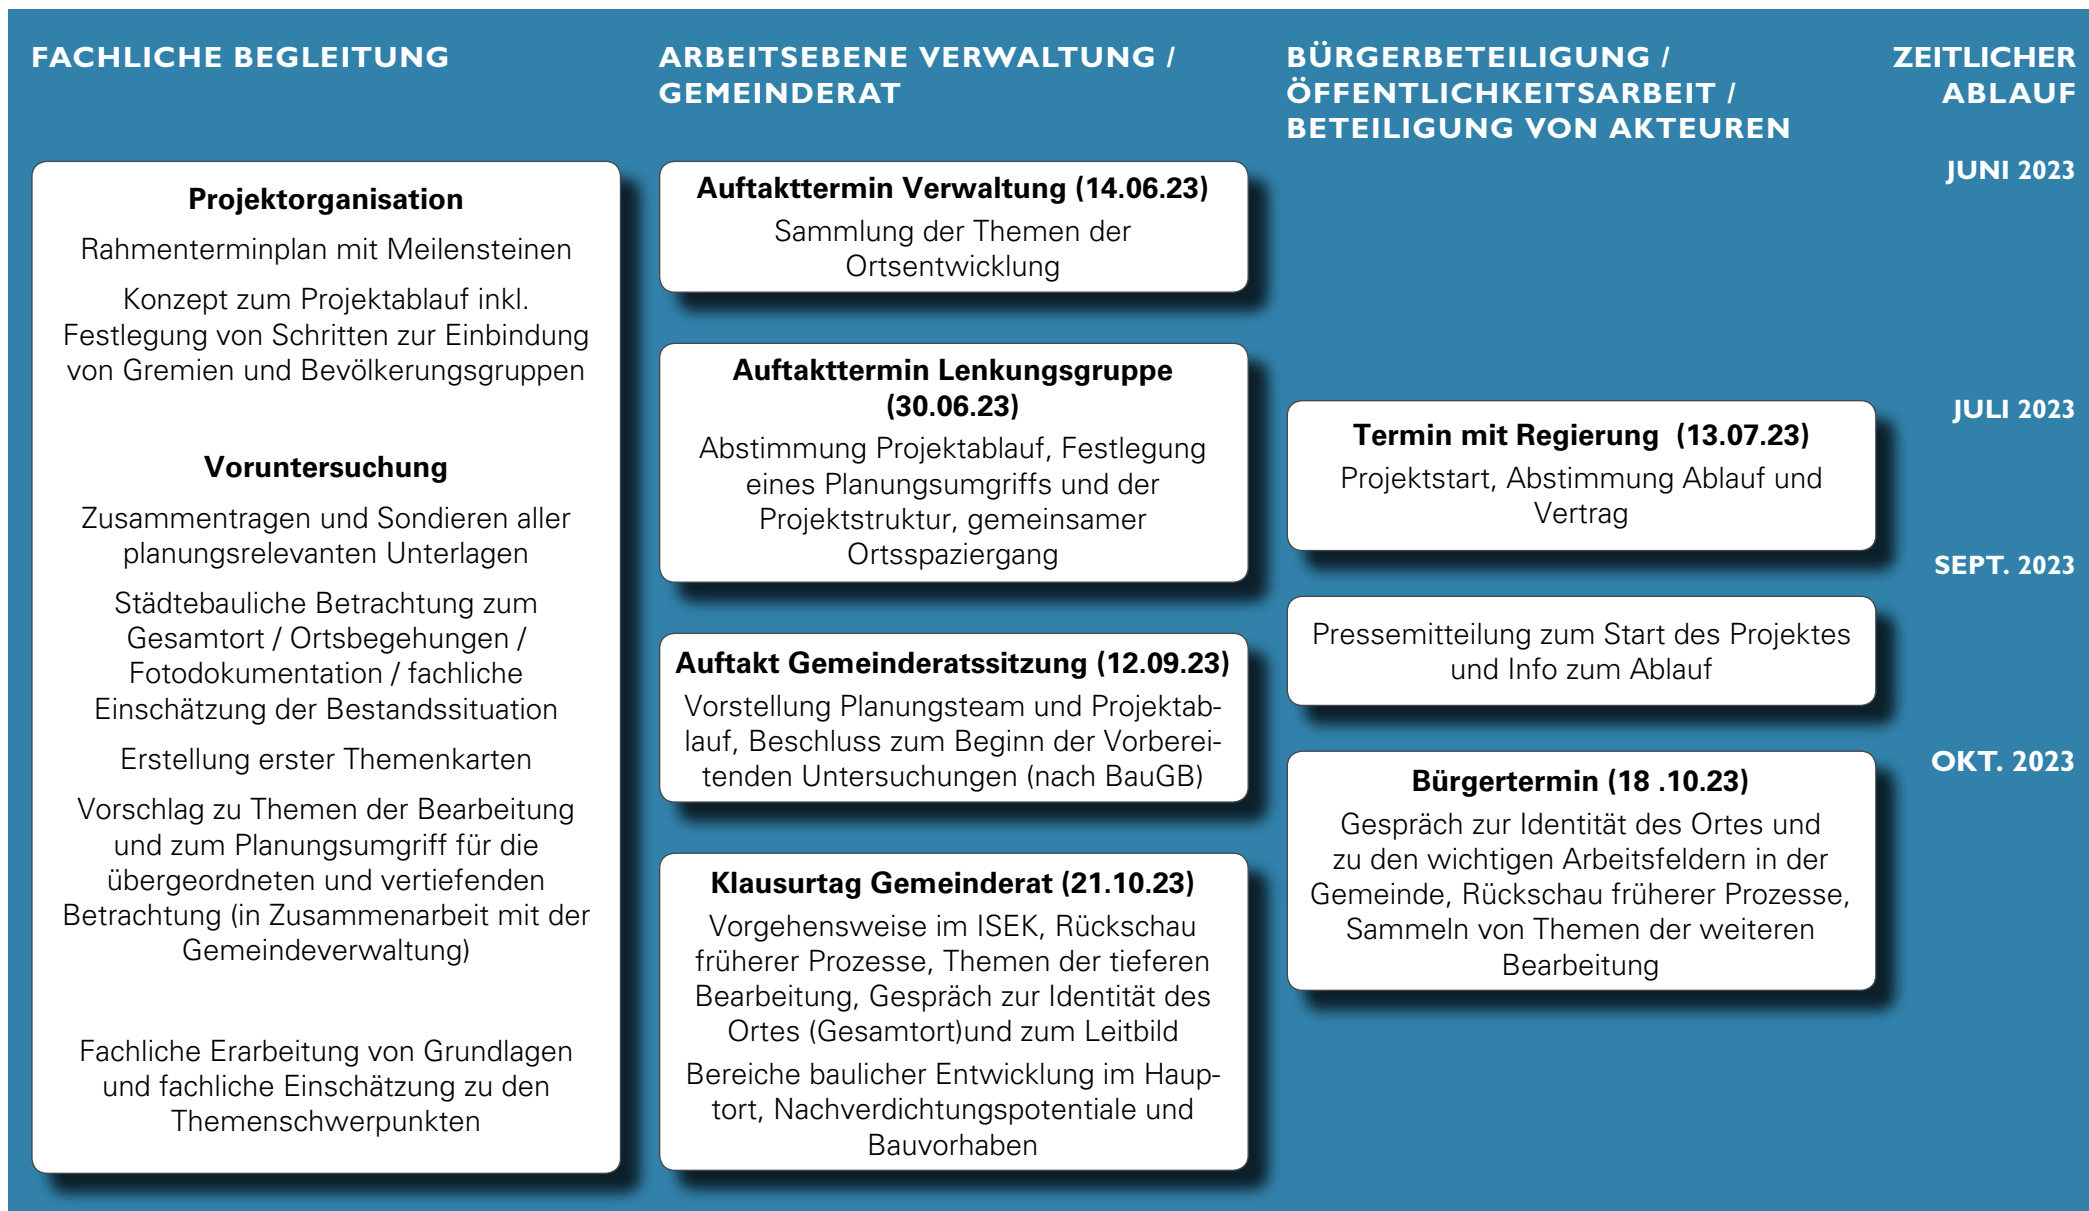 FACHLICHE BEGLEITUNG
Projektorganisation
Rahmenterminplan mit Meilensteinen
Konzept zum Projektablauf inkl.
Festlegung von Schritten zur Einbindung
von Gremien und Bevölkerungsgruppen
Voruntersuchung
Zusammentragen und Sondieren aller
planungsrelevanten Unterlagen
Städtebauliche Betrachtung zum
Gesamtort / Ortsbegehungen /
Fotodokumentation / fachliche
Einschätzung der Bestandssituation
Erstellung erster Themenkarten
Vorschlag zu Themen der Bearbeitung
und zum Planungsumgriff für die
übergeordneten und vertiefenden
Betrachtung (in Zusammenarbeit mit der
Gemeindeverwaltung)
Fachliche Erarbeitung von Grundlagen
und fachliche Einschätzung zu den
Themenschwerpunkten
ARBEITSEBENE VERWALTUNG /
GEMEINDERAT
Auftakttermin Verwaltung (14.06.23)
Sammlung der Themen der
Ortsentwicklung
Auftakttermin Lenkungsgruppe
(30.06.23)
Abstimmung Projektablauf, Festlegung
eines Planungsumgriffs und der
Projektstruktur, gemeinsamer
Ortsspaziergang
Auftakt Gemeinderatssitzung (12.09.23)
Vorstellung Planungsteam und Projektab-
lauf, Beschluss zum Beginn der Vorberei-
tenden Untersuchungen (nach BauGB)
Klausurtag Gemeinderat (21.10.23)
Vorgehensweise im ISEK, Rückschau
früherer Prozesse, Themen der tieferen
Bearbeitung, Gespräch zur Identität des
Ortes (Gesamtort)und zum Leitbild
Bereiche baulicher Entwicklung im Haup-
tort, Nachverdichtungspotentiale und
Bauvorhaben
BÜRGERBETEILIGUNG /
ÖFFENTLICHKEITSARBEIT /
BETEILIGUNG VON AKTEUREN
Termin mit Regierung  (13.07.23)
Projektstart, Abstimmung Ablauf und
Vertrag
Pressemitteilung zum Start des Projektes
und Info zum Ablauf
Bürgertermin (18 .10.23)
Gespräch zur Identität des Ortes und
zu den wichtigen Arbeitsfeldern in der
Gemeinde, Rückschau früherer Prozesse,
Sammeln von Themen der weiteren
Bearbeitung
ZEITLICHER
ABLAUF
JUNI 2023
JULI 2023
SEPT. 2023
OKT. 2023